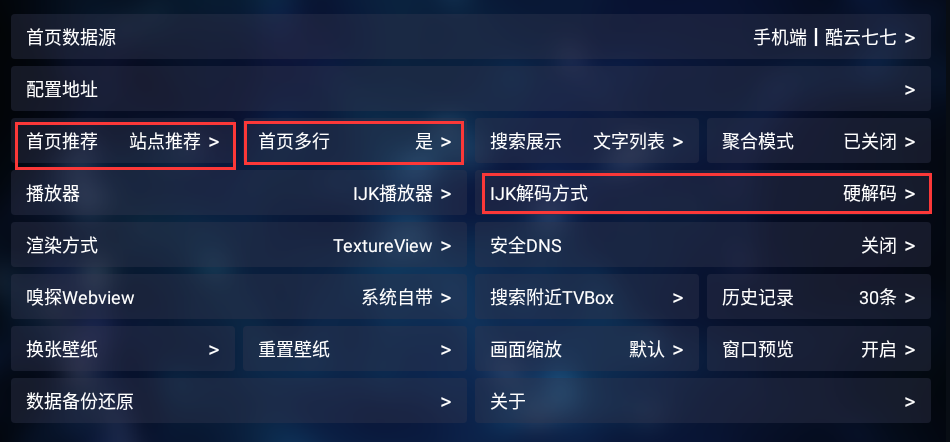 首页数据源 手机端┃酷云七七 >
配置地址 >
首页推荐 站点推荐 > 首页多行 是 > 搜索展示 文字列表 > 聚合模式 已关闭 >
播放器 IJK播放器 > IJK解码方式 硬解码 >
渲染方式 TextureView > 安全DNS 关闭 >
嗅探Webview 系统自带 > 搜索附近TVBox > 历史记录 30条 >
换张壁纸 > 重置壁纸 > 画面缩放 默认 > 窗口预览 开启 >
数据备份还原 > 关于 >